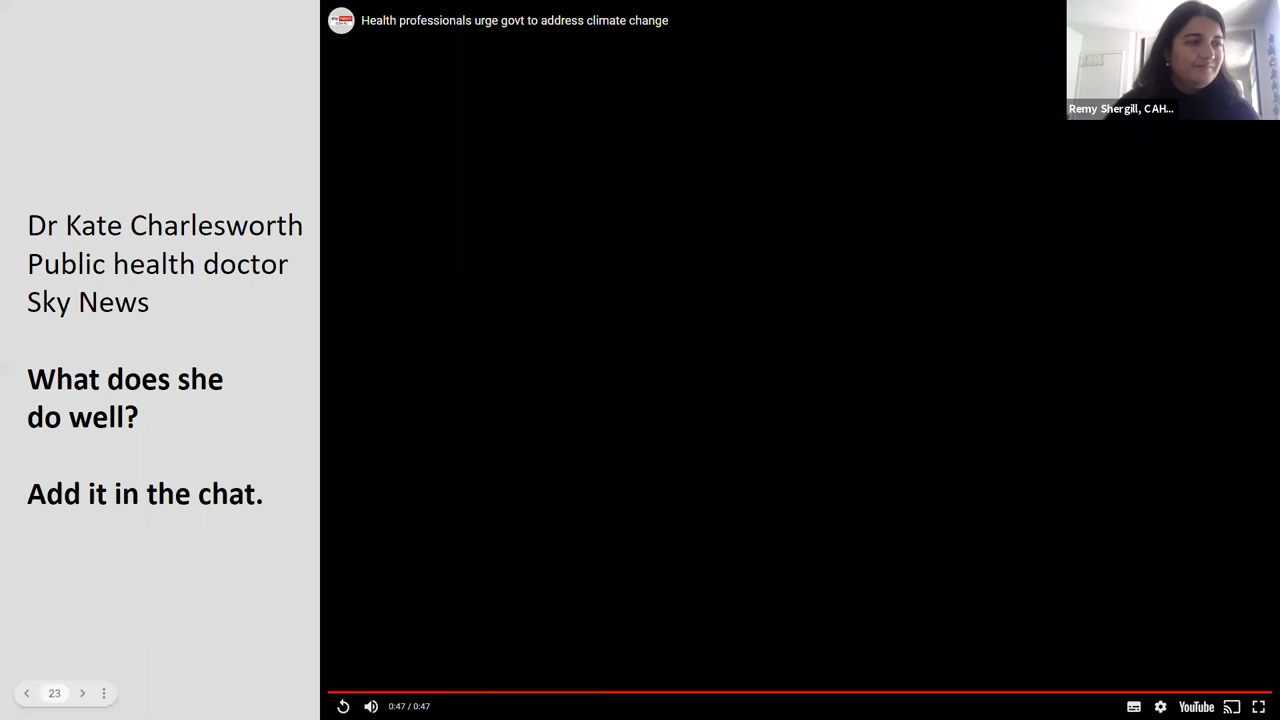 Health professionals urge govt to address climate change
Remy Shergill, CAH...
Dr Kate Charlesworth
Public health doctor
Sky News
What does she
do well?
Add it in the chat.
23
0:47 / 0:47
YouTube